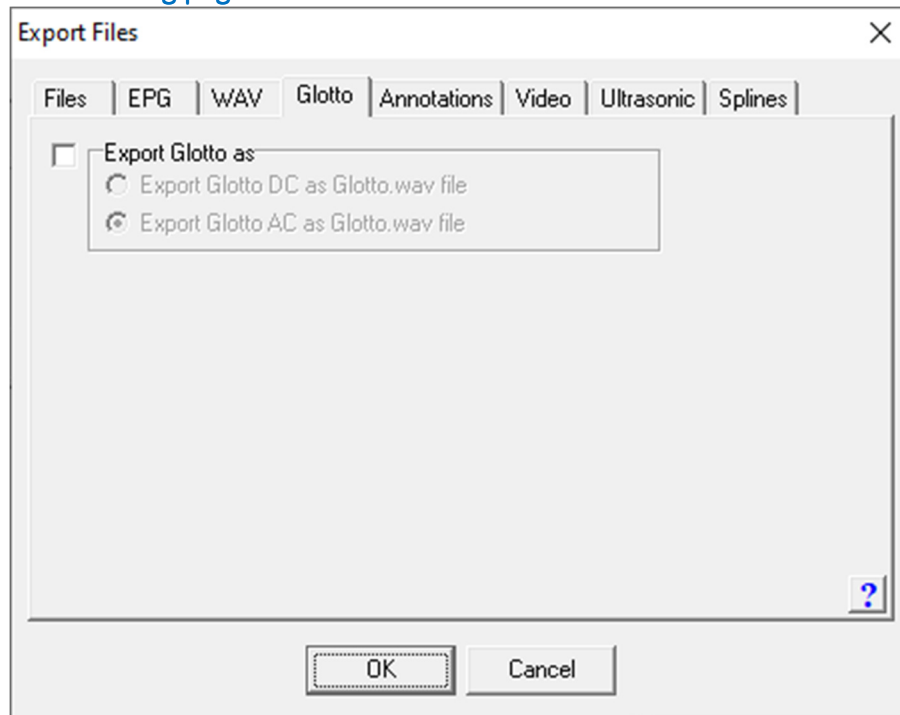 Export Files
Files EPG WAV Glotto Annotations Video Ultrasonic Splines
Export Glotto as
Export Glotto DC as Glotto.wav file
Export Glotto AC as Glotto.wav file
?
OK Cancel